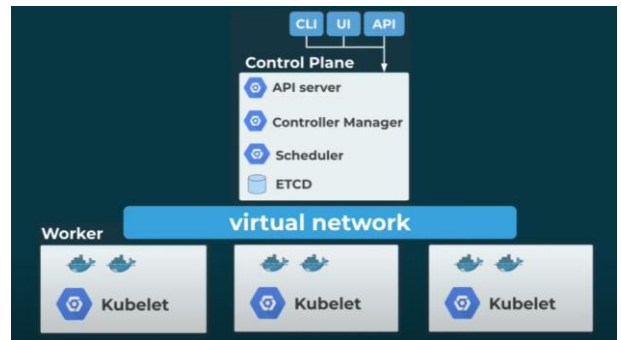 CLI UI API
Control Plane
API server
Controller Manager
Scheduler
ETCD
virtual network
Worker
Kubelet Kubelet Kubelet